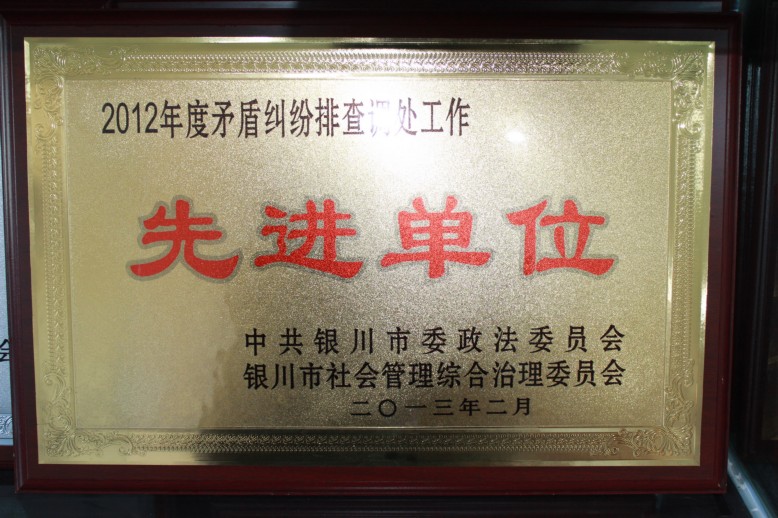 2012年度矛盾纠纷排查调处工作
先进单位
中共银川市委政法委员会
银川市社会管理综合治理委员会
二〇一三年二月
会